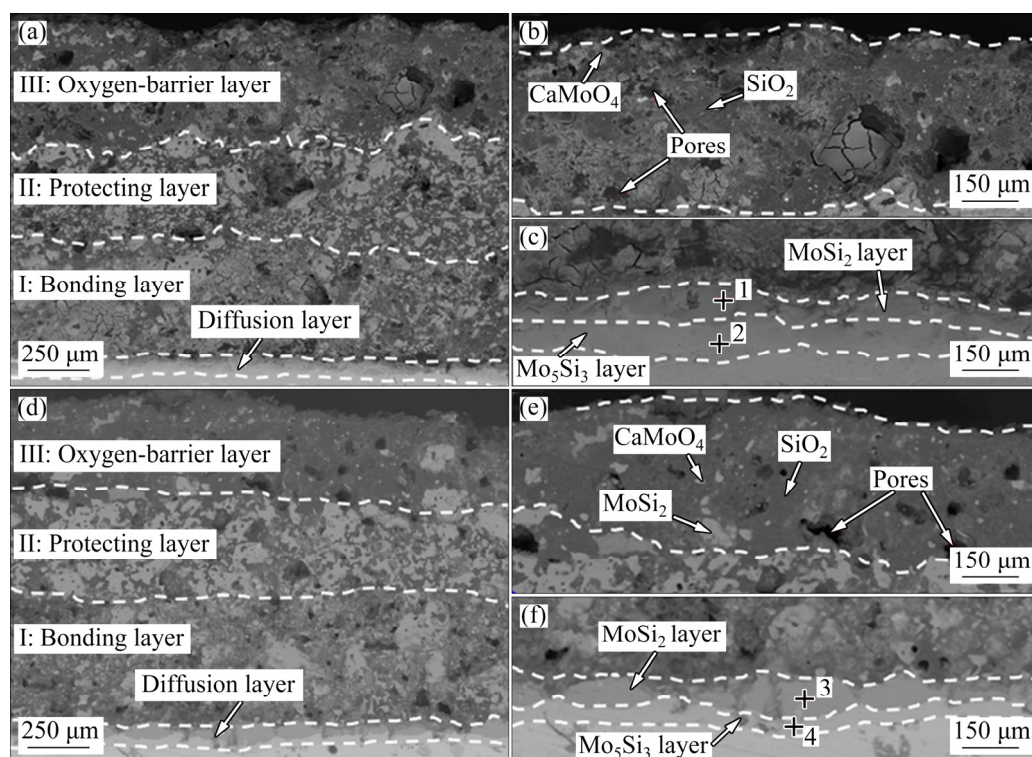 (a)
III: Oxygen-barrier layer
II: Protecting layer
I: Bonding layer
Diffusion layer
250 μm
(b)
CaMoO₄
SiO₂
Pores
150 μm
(c)
MoSi₂ layer
1
2
Mo₅Si₃ layer
150 μm
(d)
III: Oxygen-barrier layer
II: Protecting layer
I: Bonding layer
Diffusion layer
250 μm
(e)
CaMoO₄
SiO₂
Pores
MoSi₂
150 μm
(f)
MoSi₂ layer
3
4
Mo₅Si₃ layer
150 μm